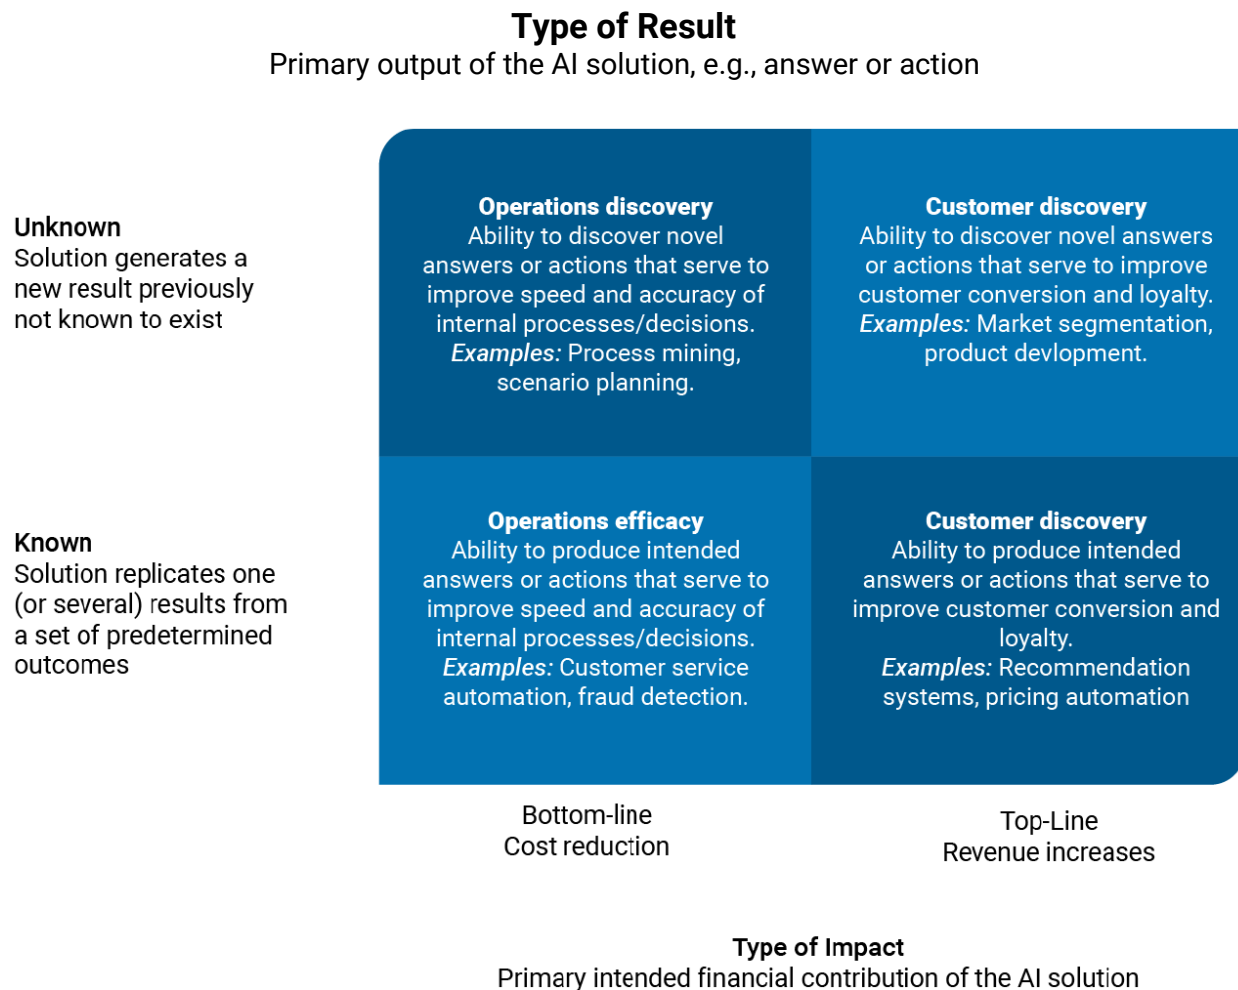 Type of Result
Primary output of the AI solution, e.g., answer or action
Unknown
Solution generates a
new result previously
not known to exist
Operations discovery
Ability to discover novel
answers or actions that serve to
improve speed and accuracy of
internal processes/decisions.
Examples: Process mining,
scenario planning.
Customer discovery
Ability to discover novel answers
or actions that serve to improve
customer conversion and loyalty.
Examples: Market segmentation,
product devlopment.
Known
Solution replicates one
(or several) results from
a set of predetermined
outcomes
Operations efficacy
Ability to produce intended
answers or actions that serve to
improve speed and accuracy of
internal processes/decisions.
Examples: Customer service
automation, fraud detection.
Customer discovery
Ability to produce intended
answers or actions that serve to
improve customer conversion and
loyalty.
Examples: Recommendation
systems, pricing automation
Bottom-line
Cost reduction
Top-Line
Revenue increases
Type of Impact
Primary intended financial contribution of the AI solution